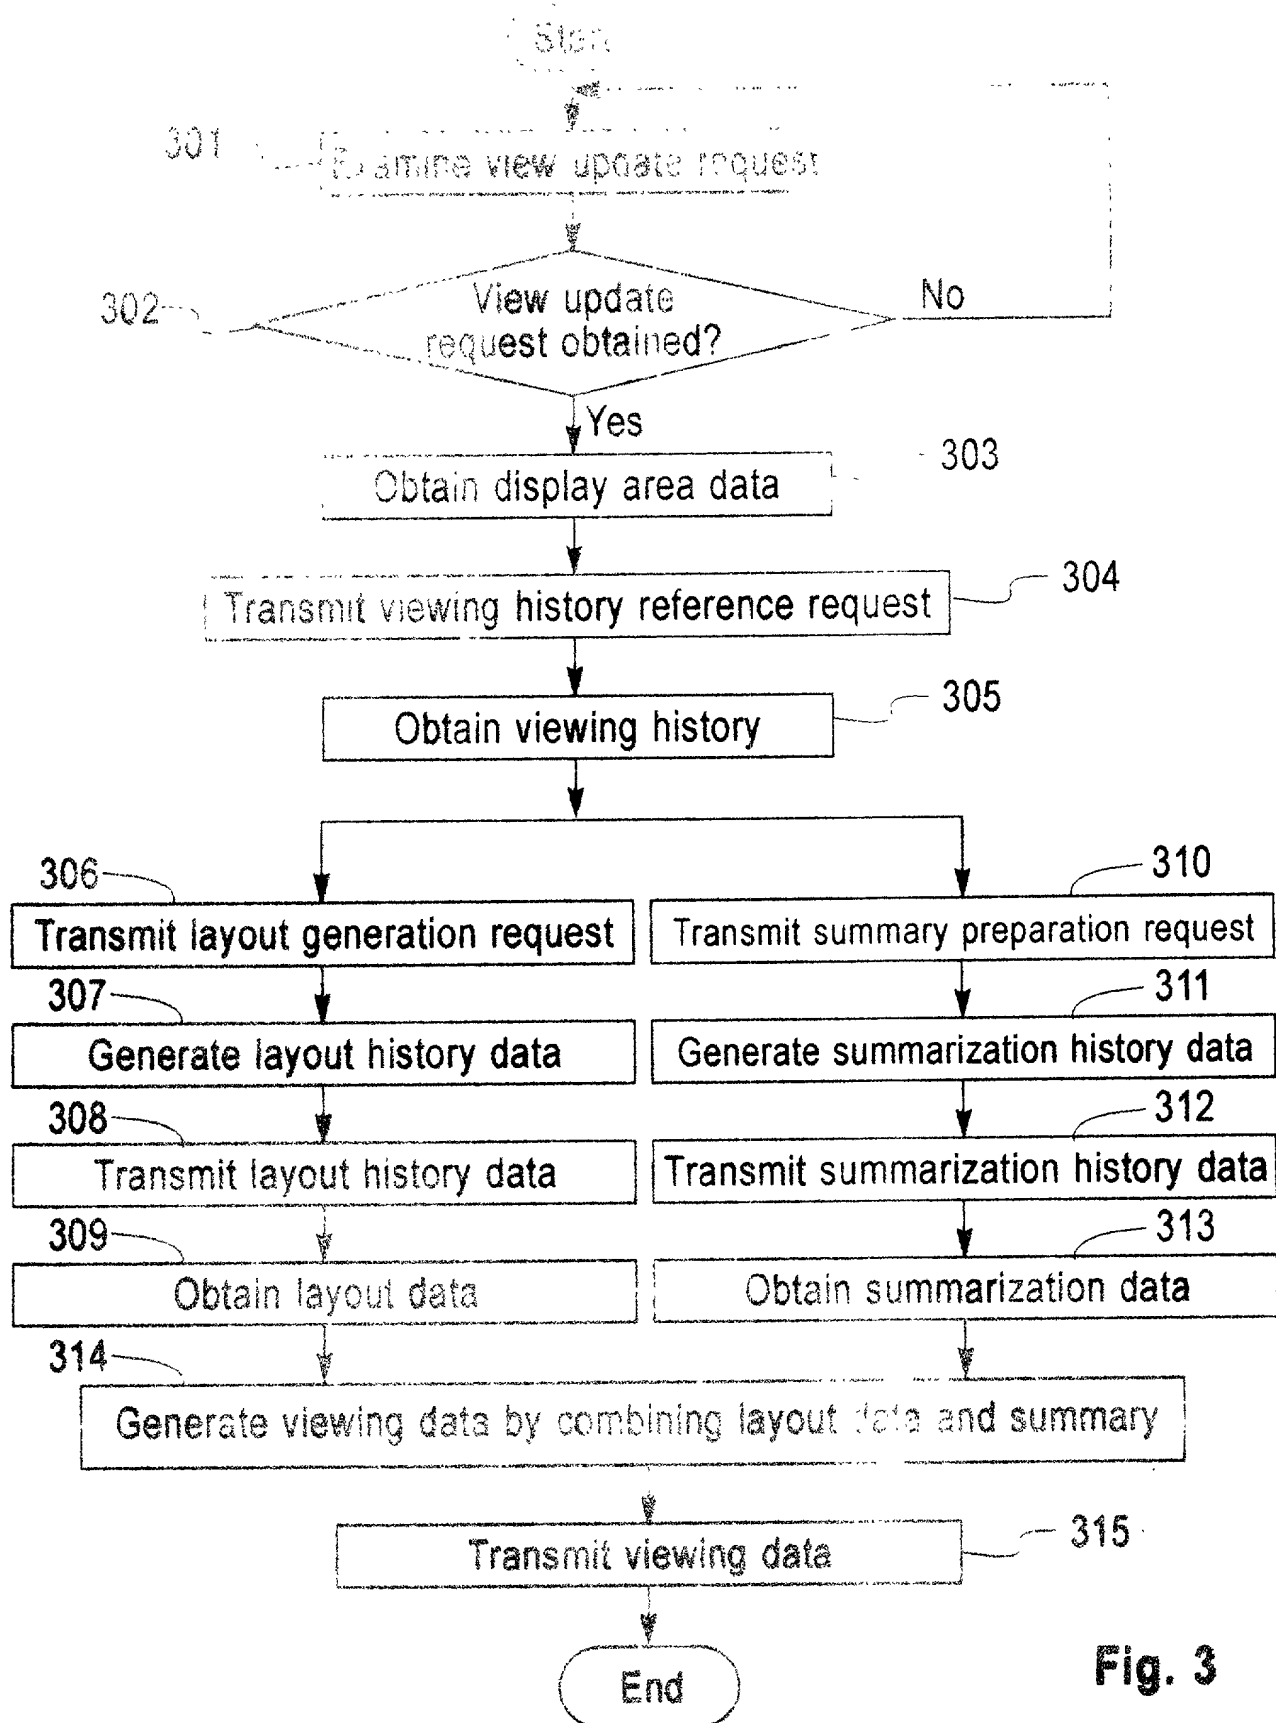 Start
301
Examine view update request
302
View update
request obtained?
No
Yes
303
Obtain display area data
304
Transmit viewing history reference request
305
Obtain viewing history
306
Transmit layout generation request
310
Transmit summary preparation request
307
Generate layout history data
311
Generate summarization history data
308
Transmit layout history data
312
Transmit summarization history data
309
Obtain layout data
313
Obtain summarization data
314
Generate viewing data by combining layout data and summary
315
Transmit viewing data
End
Fig. 3